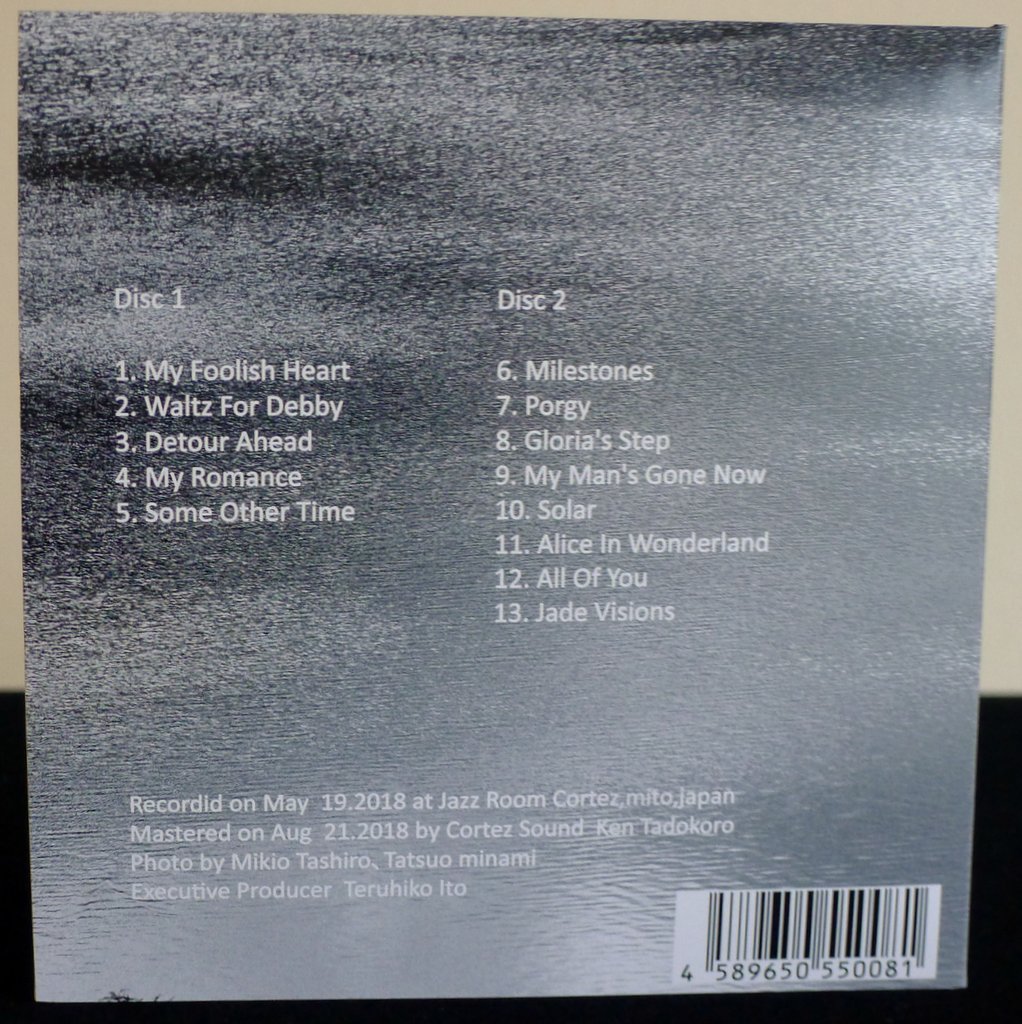 Disc 1
1. My Foolish Heart
2. Waltz For Debby
3. Detour Ahead
4. My Romance
5. Some Other Time
Disc 2
6. Milestones
7. Porgy
8. Gloria's Step
9. My Man's Gone Now
10. Solar
11. Alice In Wonderland
12. All Of You
13. Jade Visions
Recordid on May 19.2018 at Jazz Room Cortez,mito,japan
Mastered on Aug 21.2018 by Cortez Sound Ken Tadokoro
Photo by Mikio Tashiro、Tatsuo minami
Executive Producer Teruhiko Ito
4 589650 550081